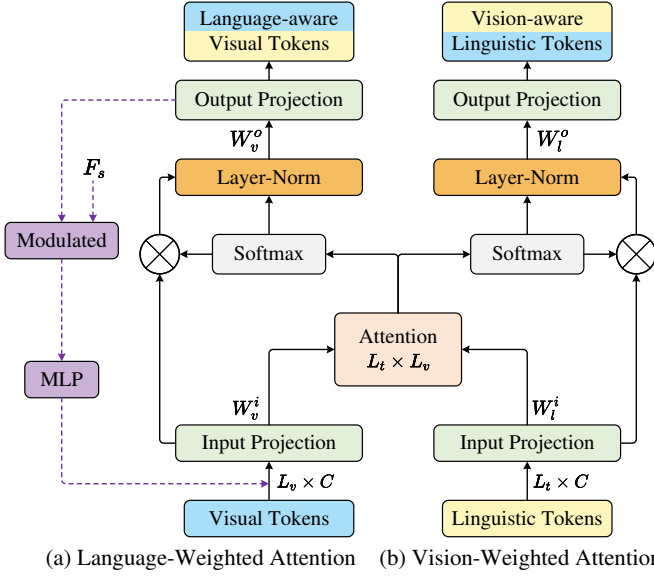 Language-aware
Visual Tokens
Vision-aware
Linguistic Tokens
Output Projection
Output Projection
W_v^o
W_l^o
F_s
Layer-Norm
Layer-Norm
Modulated
Softmax
Softmax
Attention
L_t × L_v
MLP
W_v^i
W_l^i
Input Projection
Input Projection
L_v × C
L_t × C
Visual Tokens
Linguistic Tokens
(a) Language-Weighted Attention
(b) Vision-Weighted Attention